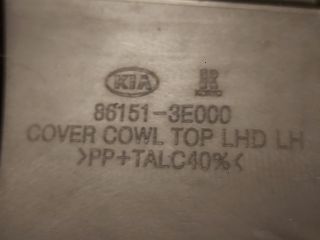 KIA
86151-3E000
COVER COWL TOP LHD LH
>PP+TALC40%<